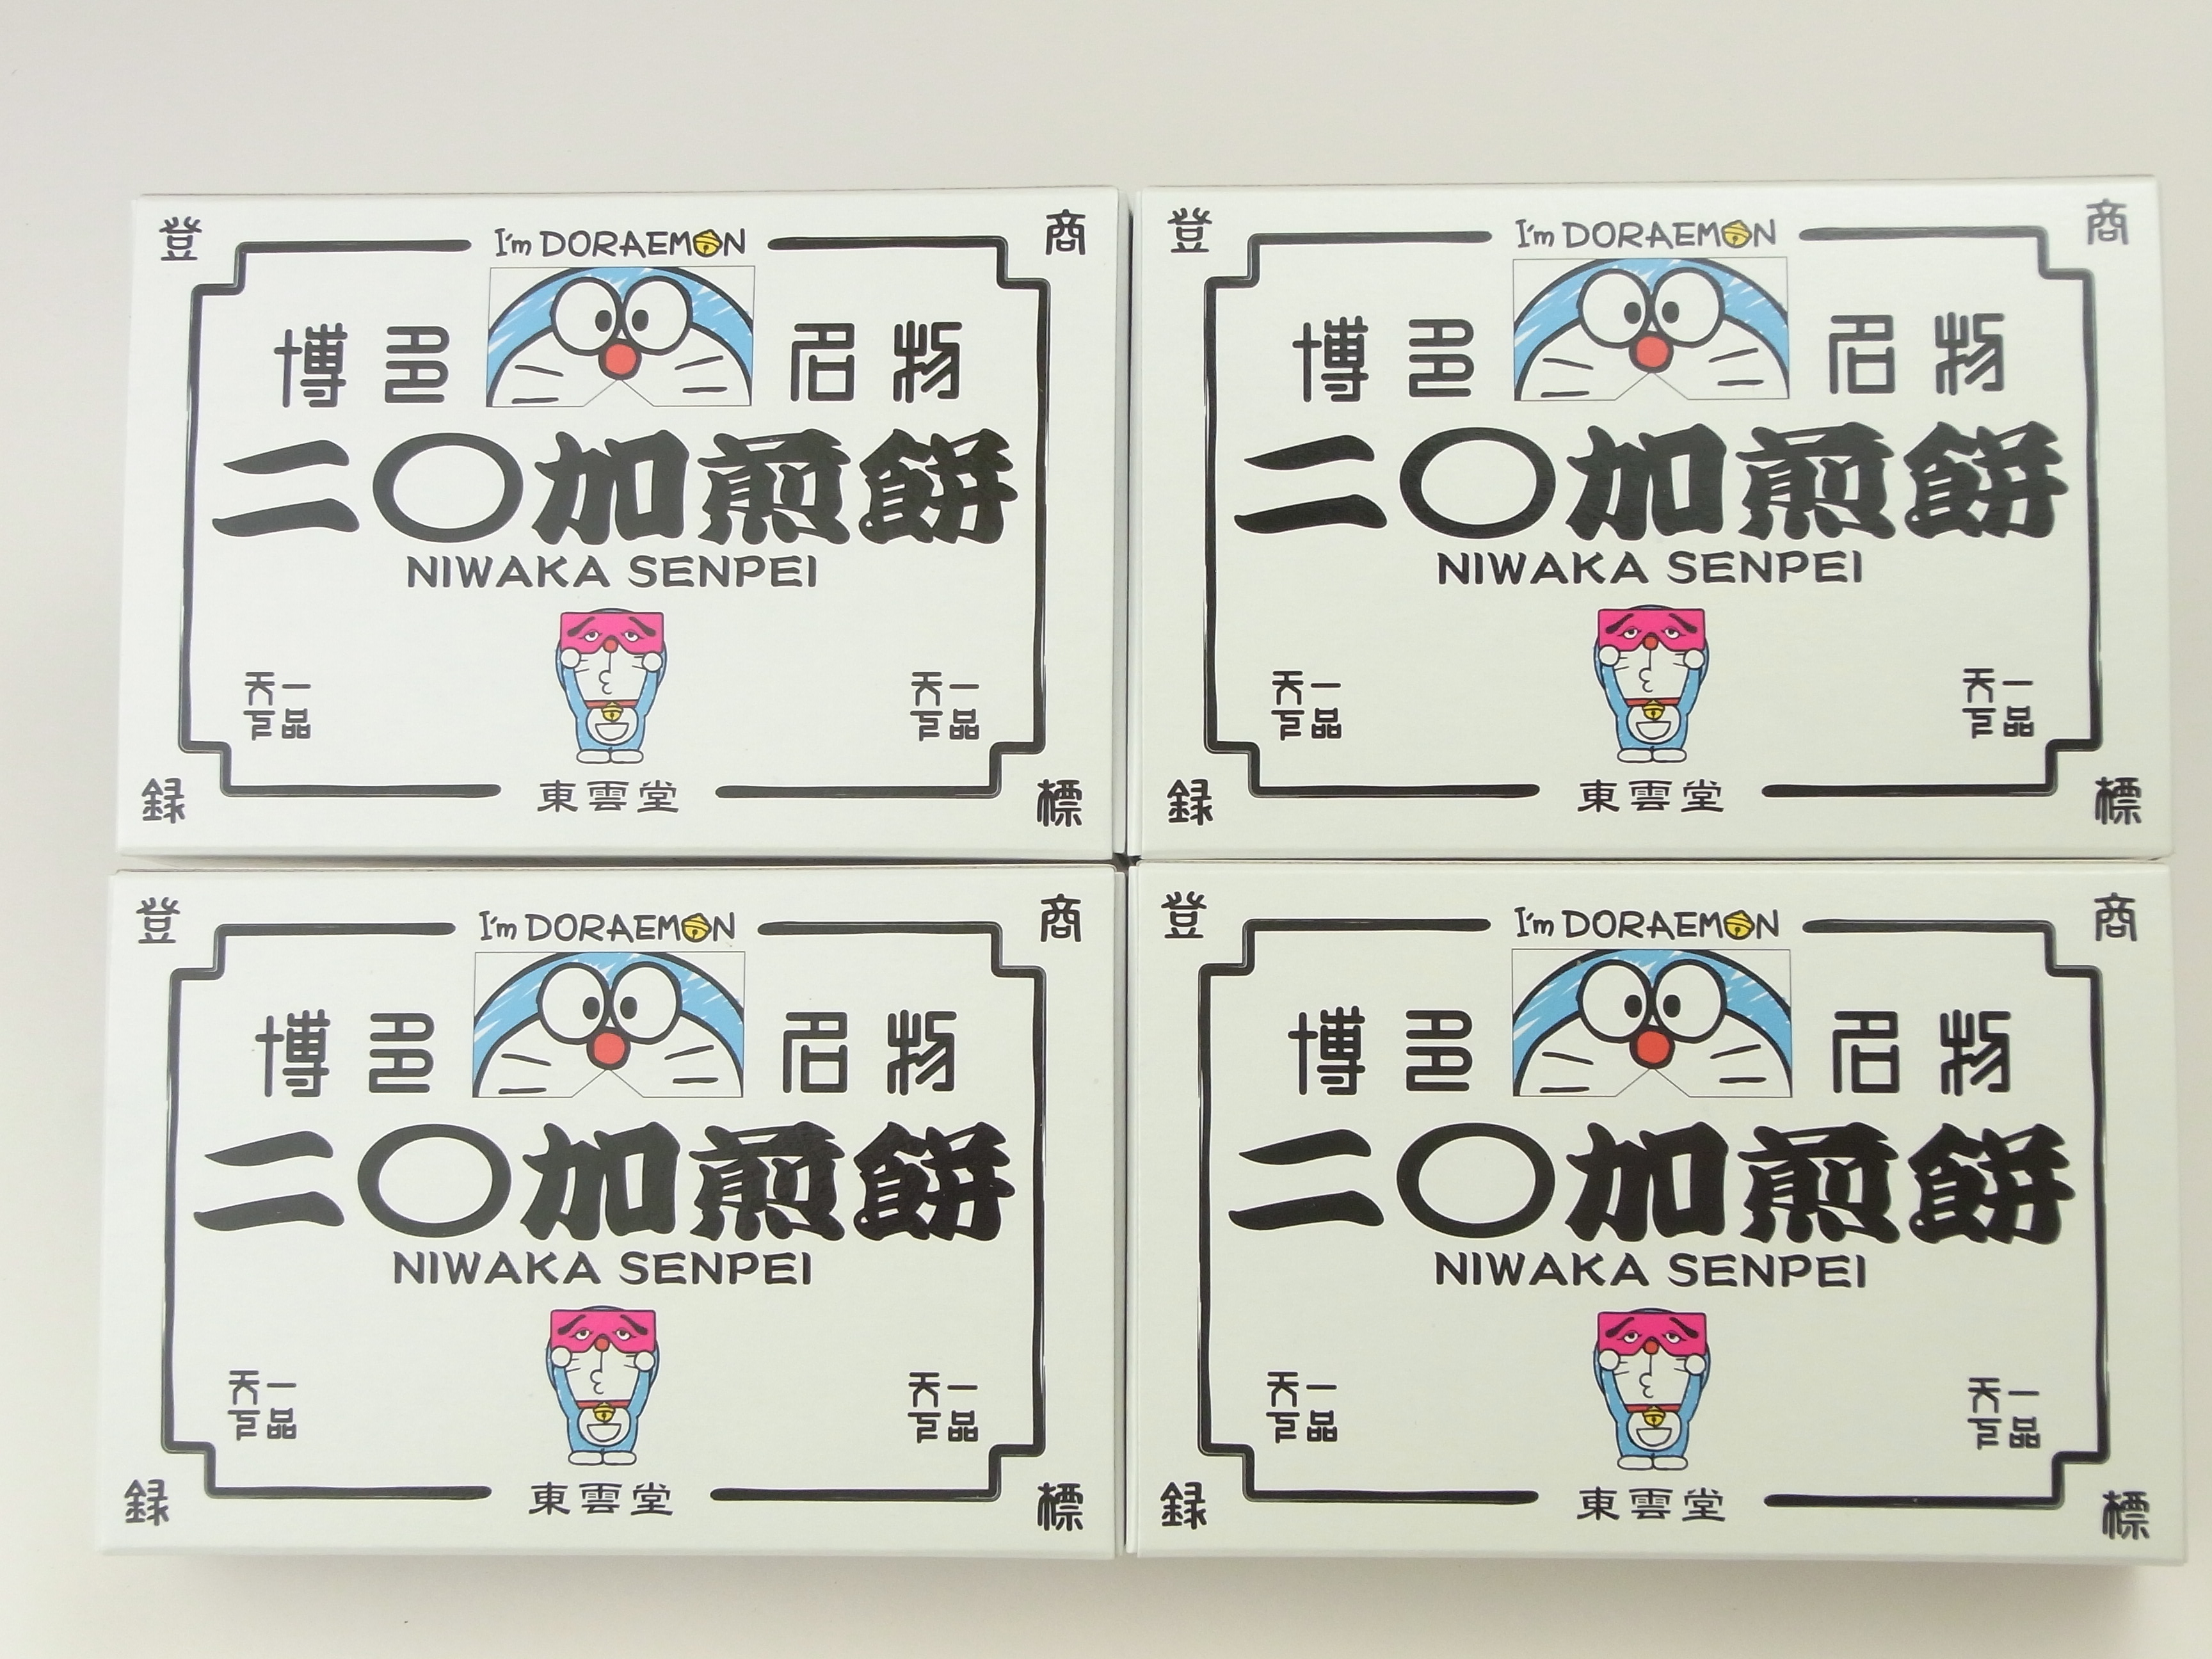 登 商
I'm DORAEMON
博多 名物
二〇加煎餅
NIWAKA SENPEI
天下一品 天下一品
録 東雲堂 標
登 商
I'm DORAEMON
博多 名物
二〇加煎餅
NIWAKA SENPEI
天下一品 天下一品
録 東雲堂 標
登 商
I'm DORAEMON
博多 名物
二〇加煎餅
NIWAKA SENPEI
天下一品 天下一品
録 東雲堂 標
登 商
I'm DORAEMON
博多 名物
二〇加煎餅
NIWAKA SENPEI
天下一品 天下一品
録 東雲堂 標